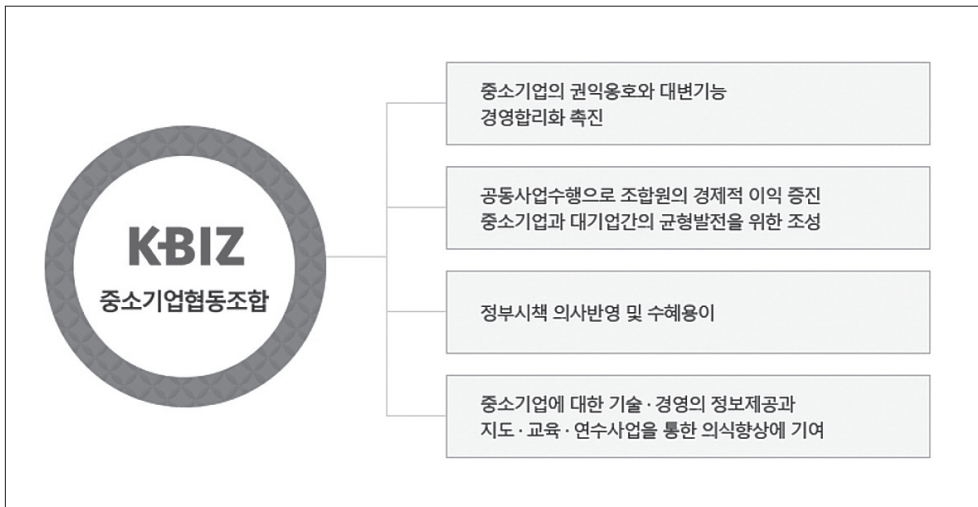 K-BIZ
중소기업협동조합
중소기업의 권익옹호와 대변기능
경영합리화 촉진
공동사업수행으로 조합원의 경제적 이익 증진
중소기업과 대기업간의 균형발전을 위한 조성
정부시책 의사반영 및 수혜용이
중소기업에 대한 기술 · 경영의 정보제공과
지도 · 교육 · 연수사업을 통한 의식향상에 기여